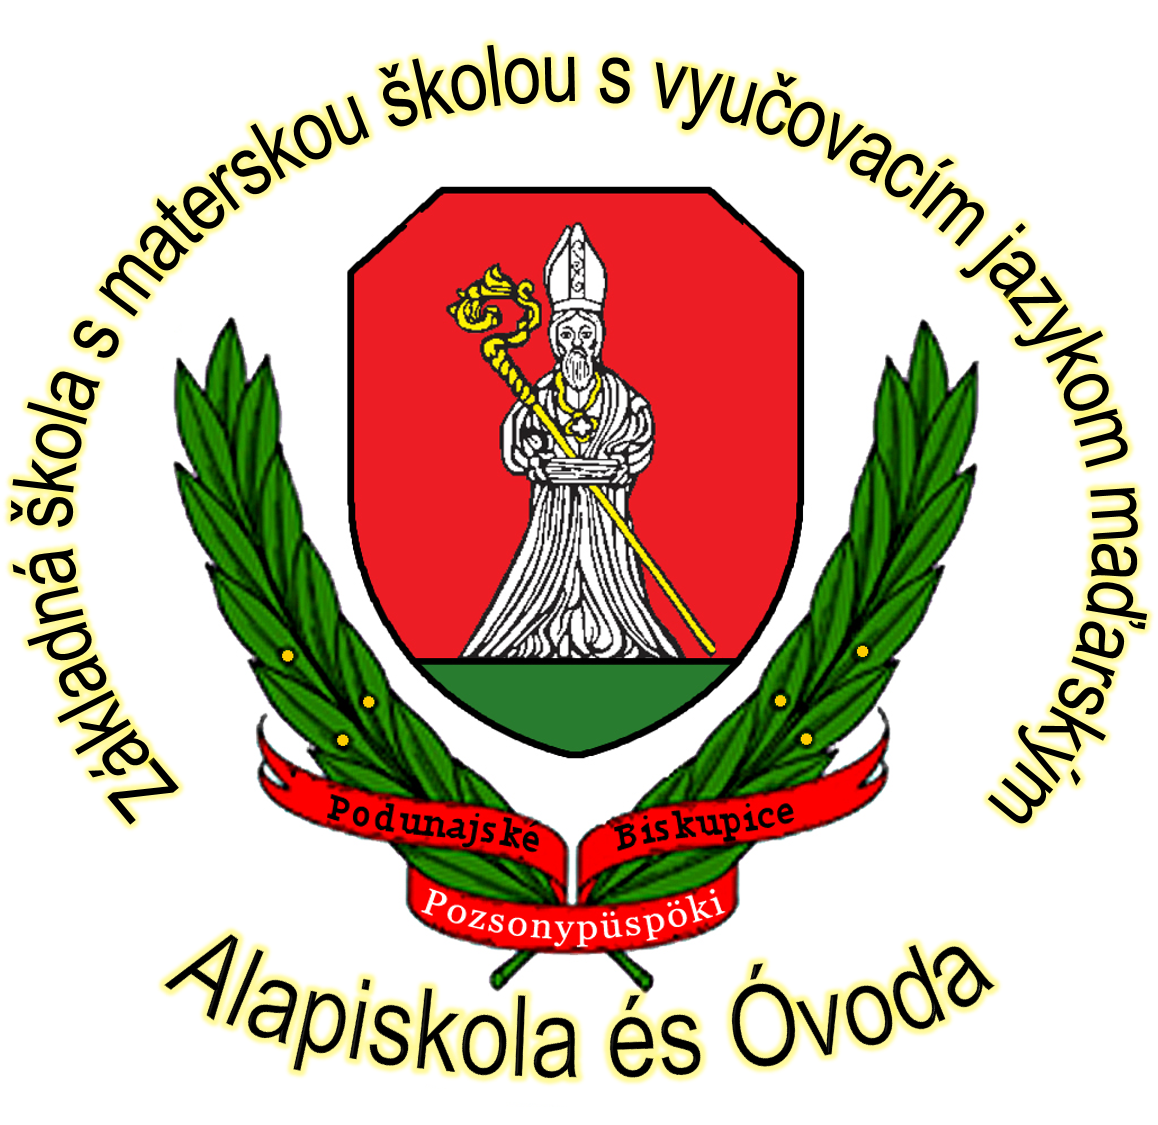 Základná škola s materskou školou s vyučovacím jazykom maďarským
Podunajské Biskupice
Pozsonypüspöki
Alapiskola és Óvoda